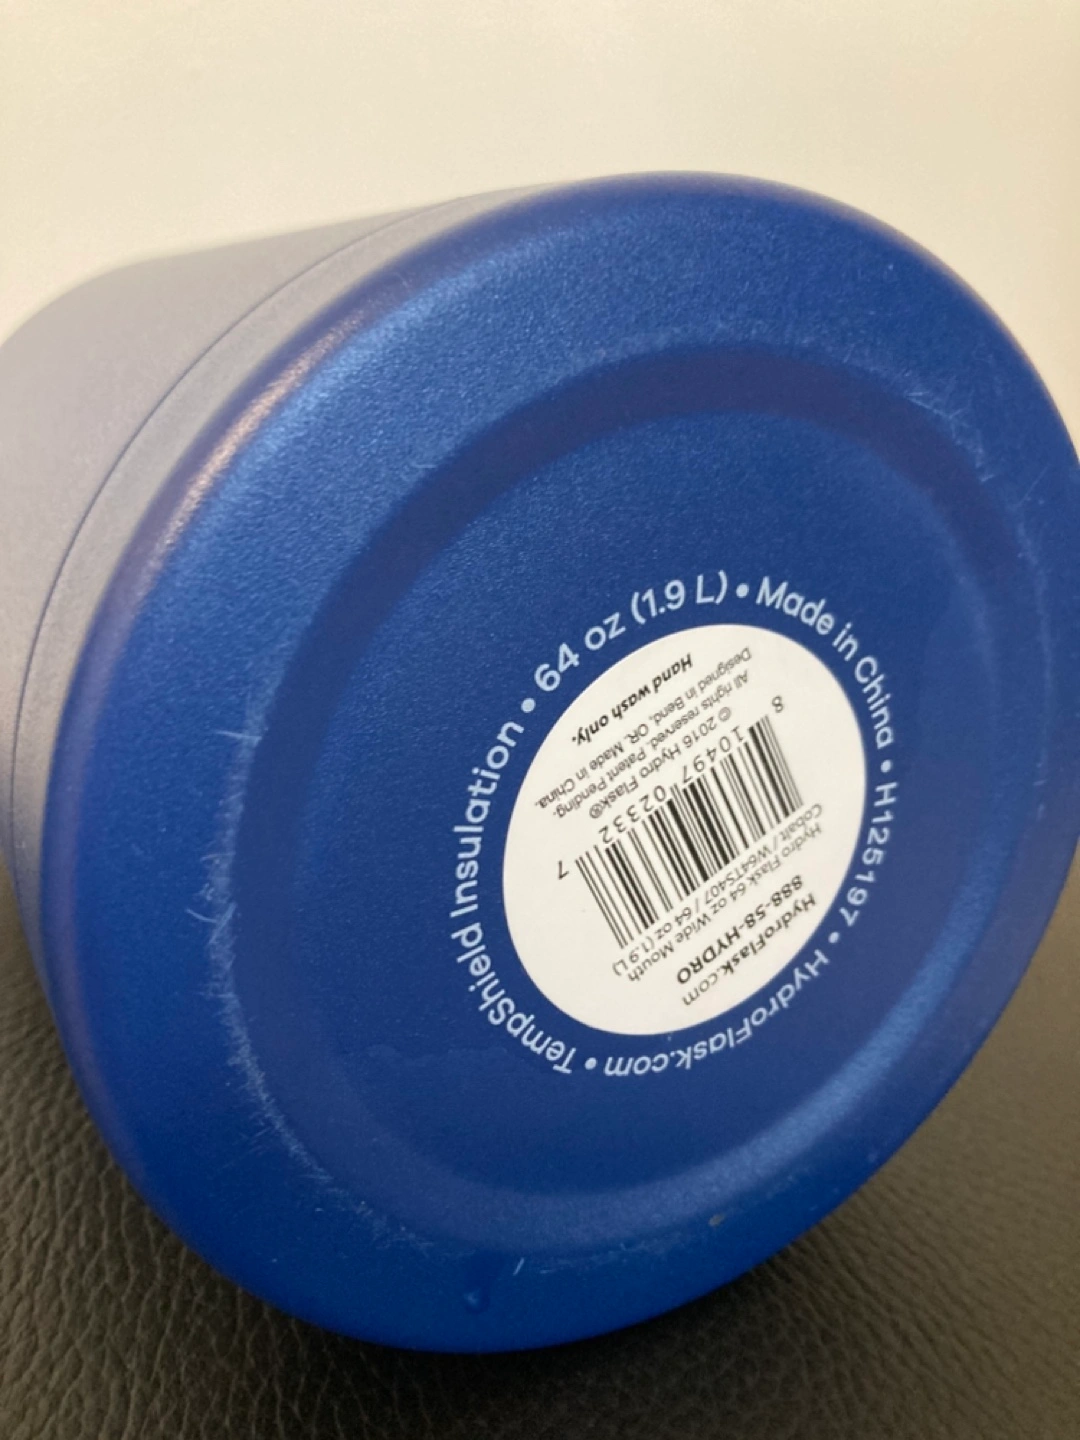 TempShield Insulation • 64 oz (1.9 L) • Made in China • H125197 • HydroFlask.com •
HydroFlask.com
888-58-HYDRO
Hydro Flask 64 oz Wide Mouth
Cobalt / W64TS407 / 64 oz (1.9 L)
8 10497 02332 7
© 2016 Hydro Flask®
All rights reserved. Patent Pending.
Designed in Bend, OR. Made in China.
Hand wash only.